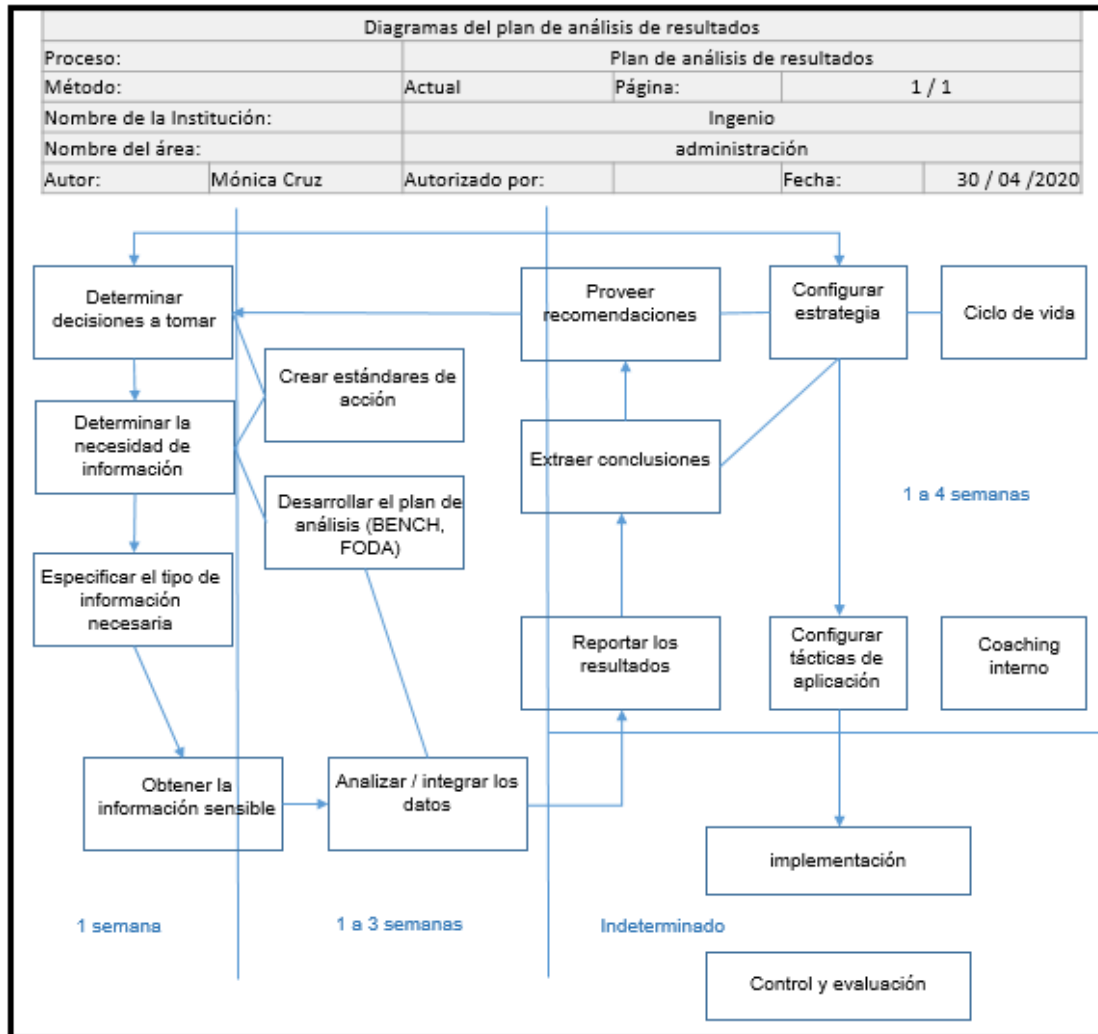 Diagramas del plan de análisis de resultados
Proceso: Plan de análisis de resultados
Método: Actual Página: 1 / 1
Nombre de la Institución: Ingenio
Nombre del área: administración
Autor: Mónica Cruz Autorizado por: Fecha: 30 / 04 /2020
Determinar
decisiones a tomar
Proveer
recomendaciones
Configurar
estrategia
Ciclo de vida
Crear estándares de
acción
Determinar la
necesidad de
información
Extraer conclusiones
1 a 4 semanas
Desarrollar el plan de
análisis (BENCH,
FODA)
Especificar el tipo de
información
necesaria
Reportar los
resultados
Configurar
tácticas de
aplicación
Coaching
interno
Obtener la
información sensible
Analizar / integrar los
datos
implementación
1 semana
1 a 3 semanas
Indeterminado
Control y evaluación